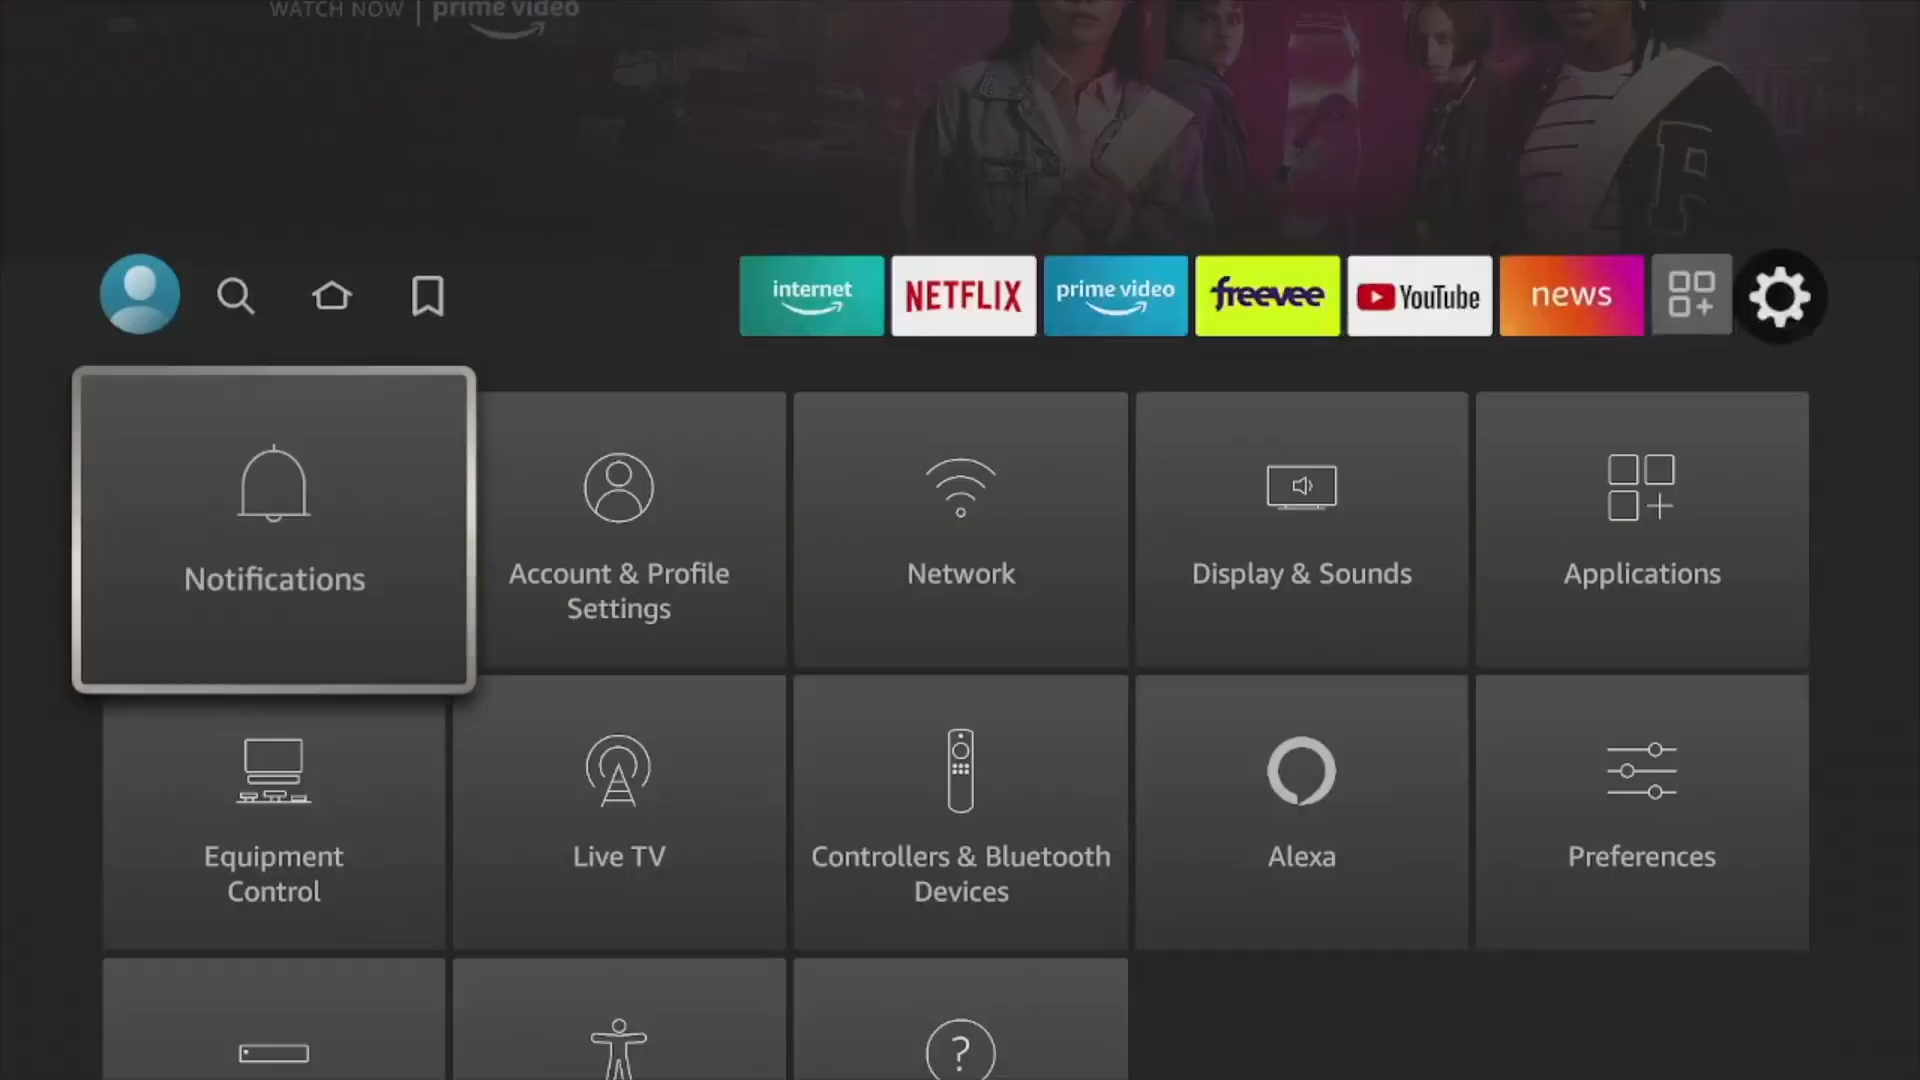 WATCH NOW | prime video
internet
NETFLIX
prime video
freevee
YouTube
news
R
Notifications
Account & Profile
Settings
Network
Display & Sounds
Applications
Equipment
Control
Live TV
Controllers & Bluetooth
Devices
Alexa
Preferences
?